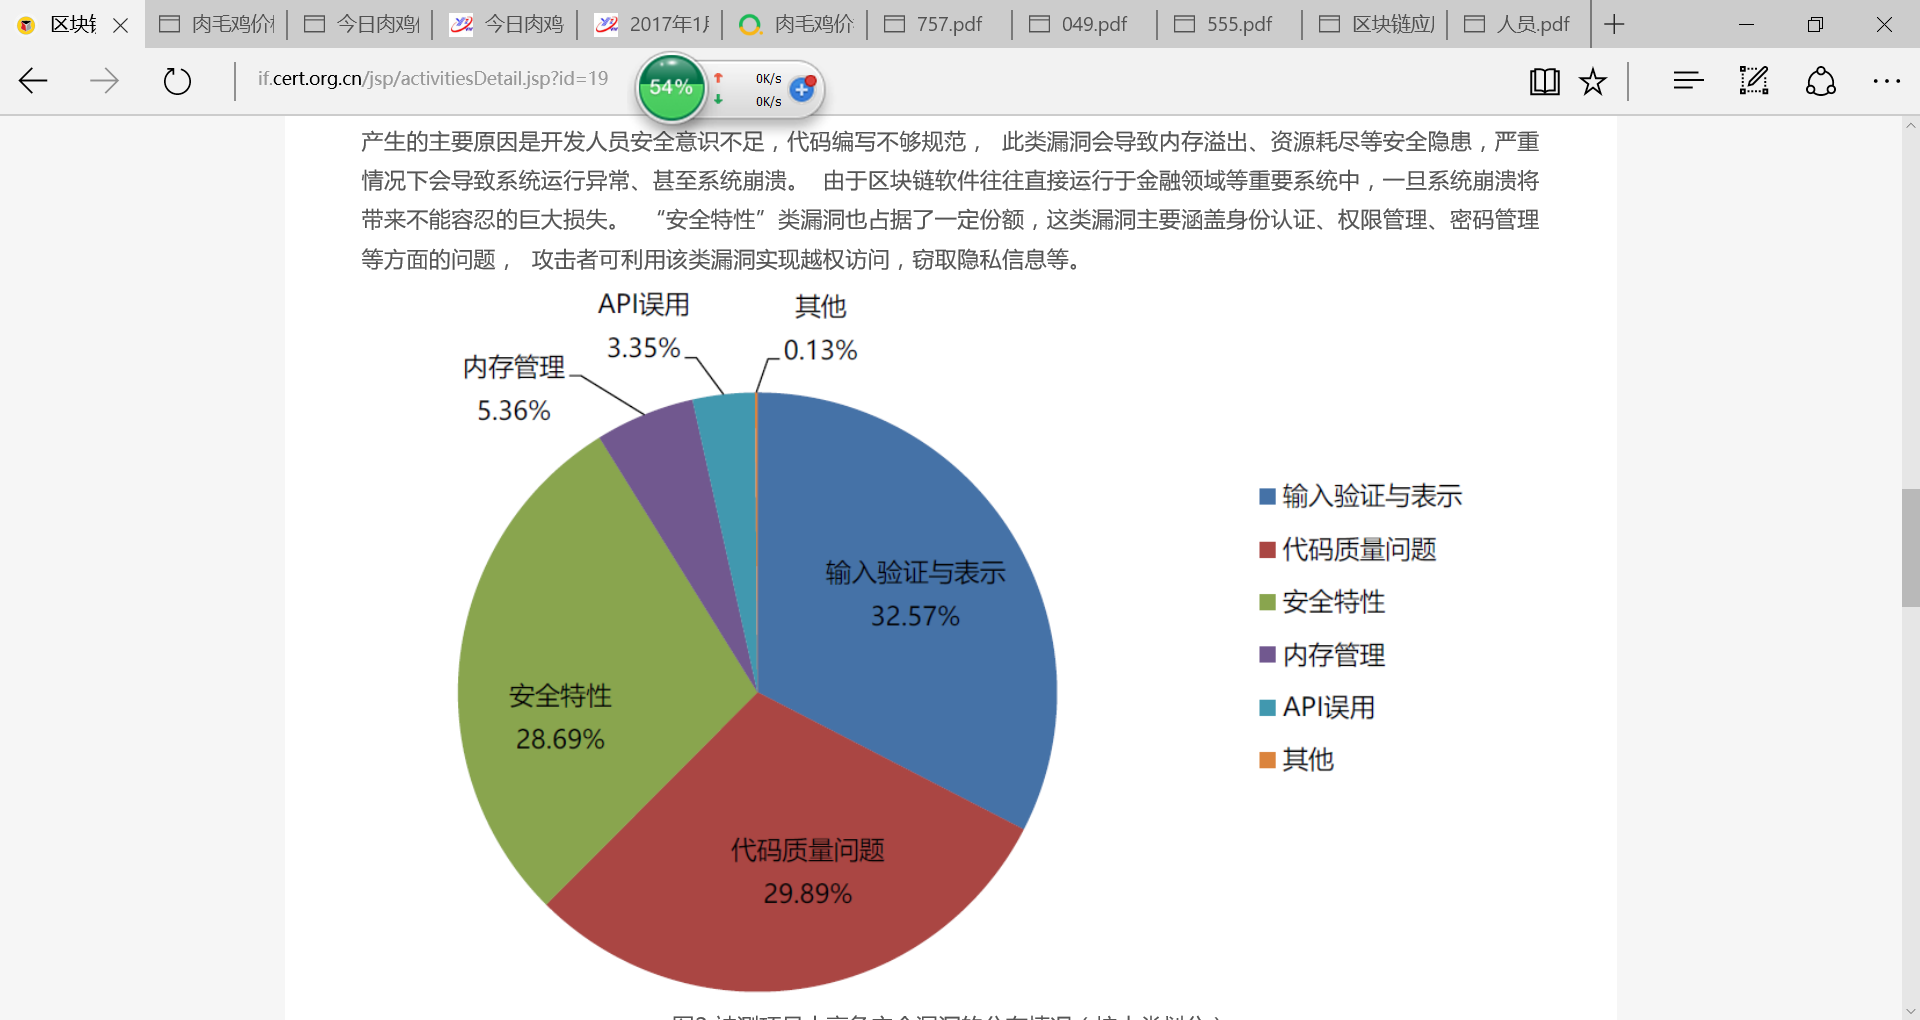 区块链
肉毛鸡价
今日肉鸡
今日肉鸡
2017年1月
肉毛鸡价
757.pdf
049.pdf
555.pdf
区块链应
人员.pdf
if.cert.org.cn/jsp/activitiesDetail.jsp?id=19
54%
0K/s
0K/s
产生的主要原因是开发人员安全意识不足，代码编写不够规范， 此类漏洞会导致内存溢出、资源耗尽等安全隐患，严重
情况下会导致系统运行异常、甚至系统崩溃。 由于区块链软件往往直接运行于金融领域等重要系统中，一旦系统崩溃将
带来不能容忍的巨大损失。 “安全特性”类漏洞也占据了一定份额，这类漏洞主要涵盖身份认证、权限管理、密码管理
等方面的问题， 攻击者可利用该类漏洞实现越权访问，窃取隐私信息等。
API误用
3.35%
其他
0.13%
内存管理
5.36%
输入验证与表示
32.57%
安全特性
28.69%
代码质量问题
29.89%
输入验证与表示
代码质量问题
安全特性
内存管理
API误用
其他